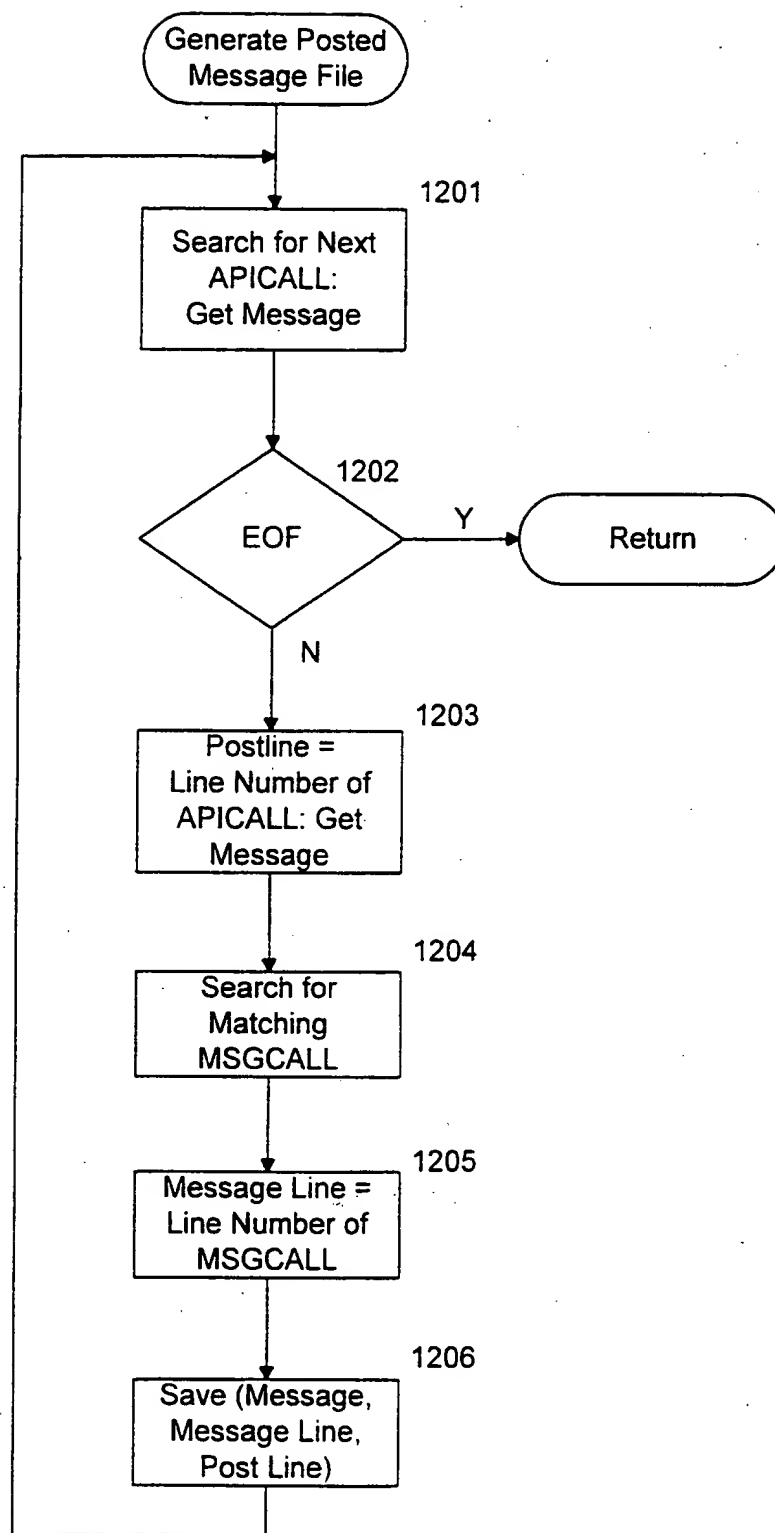 Generate Posted
Message File
1201
Search for Next
APICALL:
Get Message
1202
EOF
Y
Return
N
1203
Postline =
Line Number of
APICALL: Get
Message
1204
Search for
Matching
MSGCALL
1205
Message Line =
Line Number of
MSGCALL
1206
Save (Message,
Message Line,
Post Line)